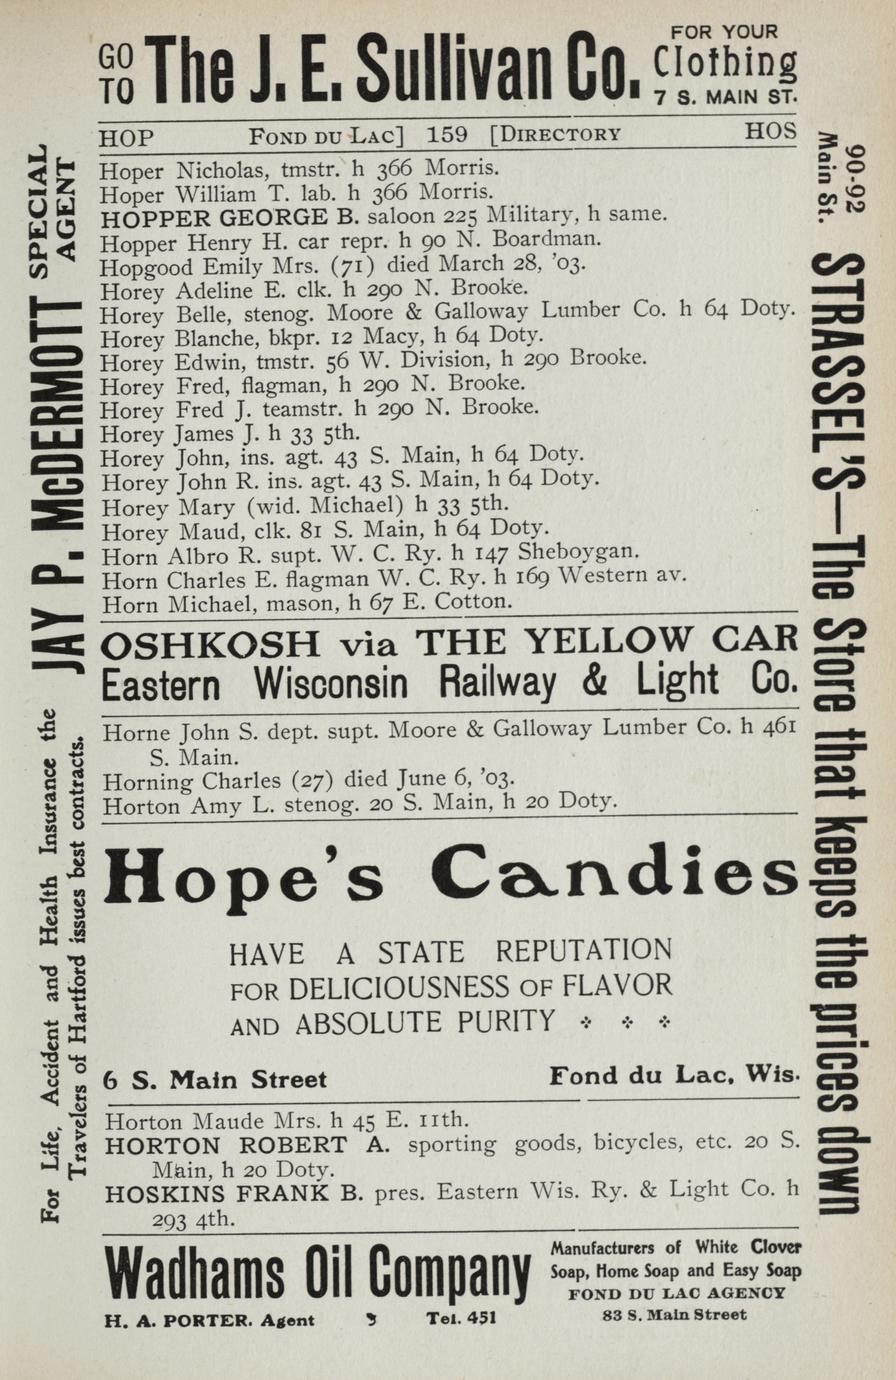 GO TO The J. E. Sullivan Co. FOR YOUR Clothing 7 S. MAIN ST.
HOP FOND DU LAC] 159 [DIRECTORY HOS
Hoper Nicholas, tmstr. h 366 Morris.
Hoper William T. lab. h 366 Morris.
HOPPER GEORGE B. saloon 225 Military, h same.
Hopper Henry H. car repr. h 90 N. Boardman.
Hopgood Emily Mrs. (71) died March 28, '03.
Horey Adeline E. clk. h 290 N. Brooke.
Horey Belle, stenog. Moore & Galloway Lumber Co. h 64 Doty.
Horey Blanche, bkpr. 12 Macy, h 64 Doty.
Horey Edwin, tmstr. 56 W. Division, h 290 Brooke.
Horey Fred, flagman, h 290 N. Brooke.
Horey Fred J. teamstr. h 290 N. Brooke.
Horey James J. h 33 5th.
Horey John, ins. agt. 43 S. Main, h 64 Doty.
Horey John R. ins. agt. 43 S. Main, h 64 Doty.
Horey Mary (wid. Michael) h 33 5th.
Horey Maud, clk. 81 S. Main, h 64 Doty.
Horn Albro R. supt. W. C. Ry. h 147 Sheboygan.
Horn Charles E. flagman W. C. Ry. h 169 Western av.
Horn Michael, mason, h 67 E. Cotton.
OSHKOSH via THE YELLOW CAR
Eastern Wisconsin Railway & Light Co.
Horne John S. dept. supt. Moore & Galloway Lumber Co. h 461
S. Main.
Horning Charles (27) died June 6, '03.
Horton Amy L. stenog. 20 S. Main, h 20 Doty.
Hope's Candies
HAVE A STATE REPUTATION
FOR DELICIOUSNESS OF FLAVOR
AND ABSOLUTE PURITY
6 S. Main Street Fond du Lac, Wis.
Horton Maude Mrs. h 45 E. 11th.
HORTON ROBERT A. sporting goods, bicycles, etc. 20 S.
Main, h 20 Doty.
HOSKINS FRANK B. pres. Eastern Wis. Ry. & Light Co. h
293 4th.
Wadhams Oil Company
H. A. PORTER. Agent Tel. 451
Manufacturers of White Clover
Soap, Home Soap and Easy Soap
FOND DU LAC AGENCY
83 S. Main Street
For Life, Accident and Health Insurance the
Travelers of Hartford issues best contracts.
JAY P. McDERMOTT SPECIAL AGENT
90-92 Main St. STRASSEL'S—The Store that keeps the prices down